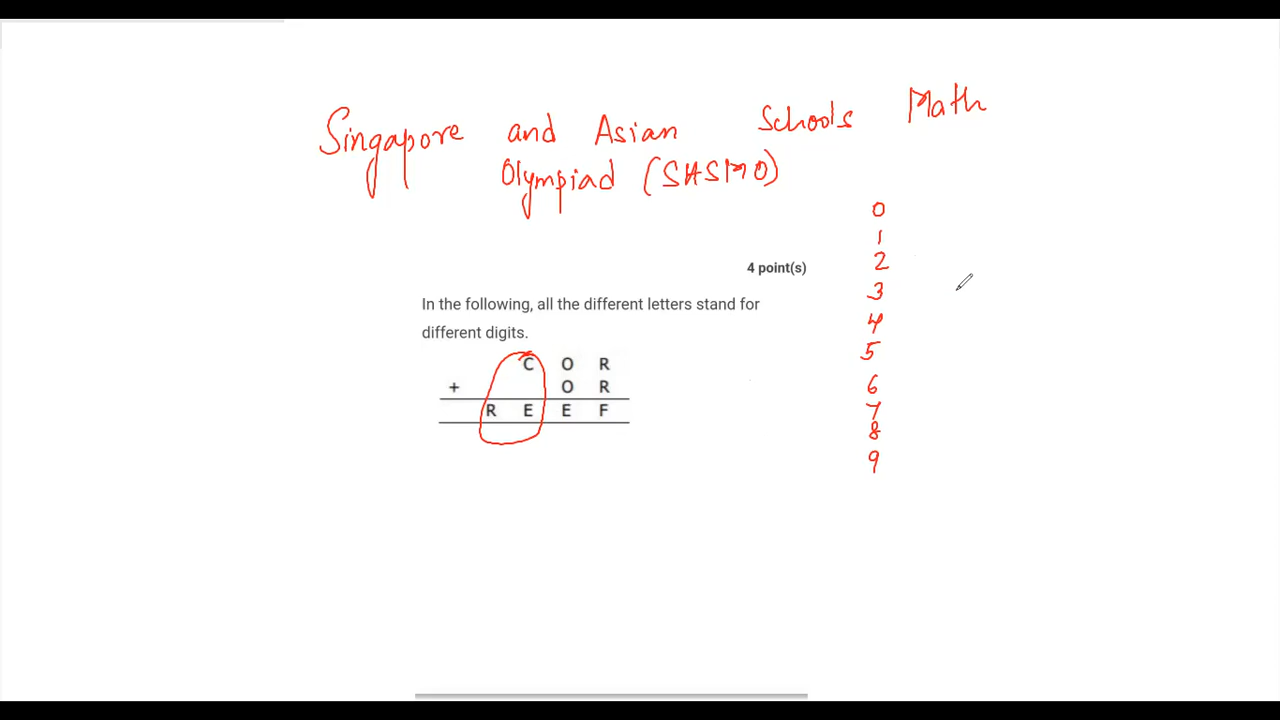 Singapore and Asian Schools Math
Olympiad (SASMO)
0
1
2
4 point(s)
3
In the following, all the different letters stand for
4
different digits.
5
C O R
6
+ O R
7
R E E F
8
9